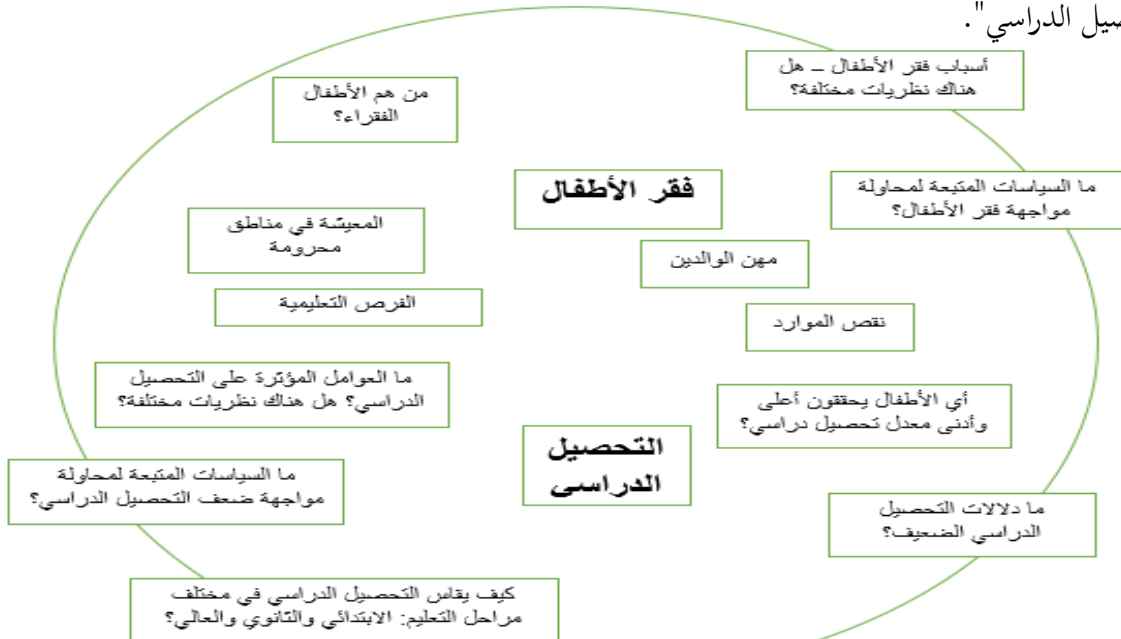 الدراسي".
أسباب فقر الأطفال – هل
هناك نظريات مختلفة؟
من هم الأطفال
الفقراء؟
فقر الأطفال
ما السياسات المتبعة لمحاولة
مواجهة فقر الأطفال؟
المعيشة في مناطق
محرومة
مهن الوالدين
الفرص التعليمية
نقص الموارد
ما العوامل المؤثرة على التحصيل
الدراسي؟ هل هناك نظريات مختلفة؟
أي الأطفال يحققون أعلى
وأدنى معدل تحصيل دراسي؟
التحصيل
الدراسي
ما السياسات المتبعة لمحاولة
مواجهة ضعف التحصيل الدراسي؟
ما دلالات التحصيل
الدراسي الضعيف؟
كيف يقاس التحصيل الدراسي في مختلف
مراحل التعليم: الابتدائي والثانوي والعالي؟